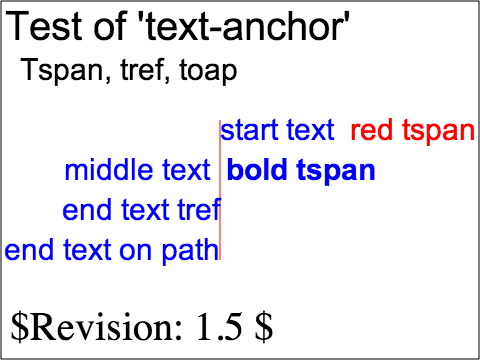 Test of 'text-anchor'
Tspan, tref, toap
start text red tspan
middle text bold tspan
end text tref
end text on path
$Revision: 1.5 $